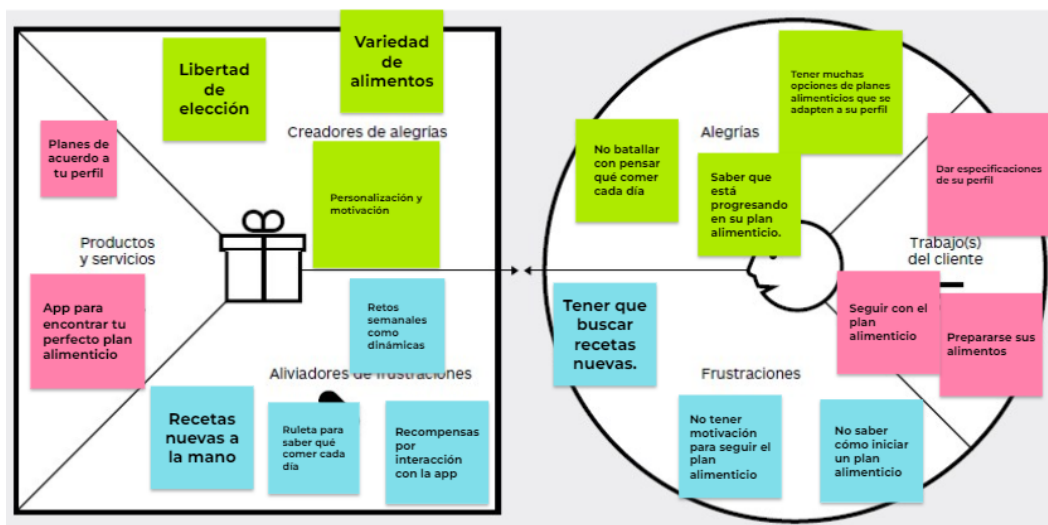 Libertad
de
elección
Variedad
de
alimentos
Creadores de alegrías
Planes de
acuerdo a
tu perfil
Personalización y
motivación
Productos
y servicios
App para
encontrar tu
perfecto plan
alimenticio
Retos
semanales
como
dinámicas
Aliviadores de frustraciones
Recetas
nuevas a
la mano
Ruleta para
saber qué
comer cada
día
Recompensas
por
interacción
con la app
Tener muchas
opciones de planes
alimenticios que se
adapten a su perfil
Alegrías
No batallar
con pensar
qué comer
cada día
Saber que
está
progresando
en su plan
alimenticio.
Dar especificaciones
de su perfil
Trabajo(s)
del cliente
Seguir con el
plan
alimenticio
Prepararse sus
alimentos
Tener que
buscar
recetas
nuevas.
Frustraciones
No tener
motivación
para seguir el
plan
alimenticio
No saber
cómo iniciar
un plan
alimenticio